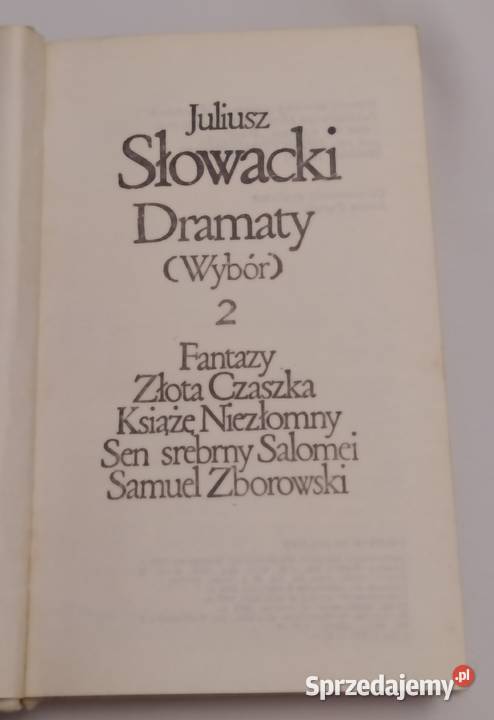 Juliusz
Słowacki
Dramaty
(Wybór)
2
Fantazy
Złota Czaszka
Książę Niezłomny
Sen srebrny Salomei
Samuel Zborowski
Sprzedajemy.pl